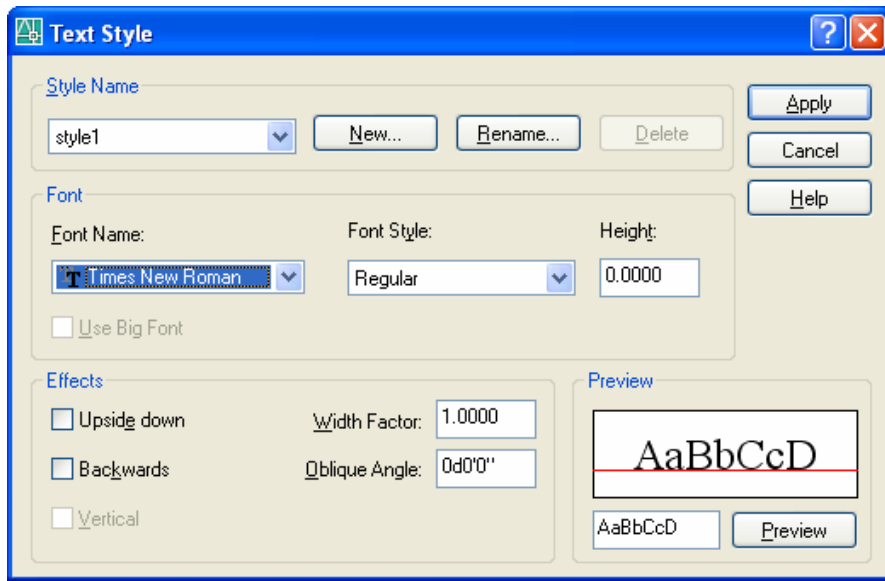 Text Style
Style Name
style1
New...
Rename...
Delete
Apply
Cancel
Help
Font
Font Name:
Font Style:
Height:
Times New Roman
Regular
0.0000
Use Big Font
Effects
Upside down
Width Factor:
1.0000
Backwards
Oblique Angle:
0d0'0"
Vertical
Preview
AaBbCcD
AaBbCcD
Preview